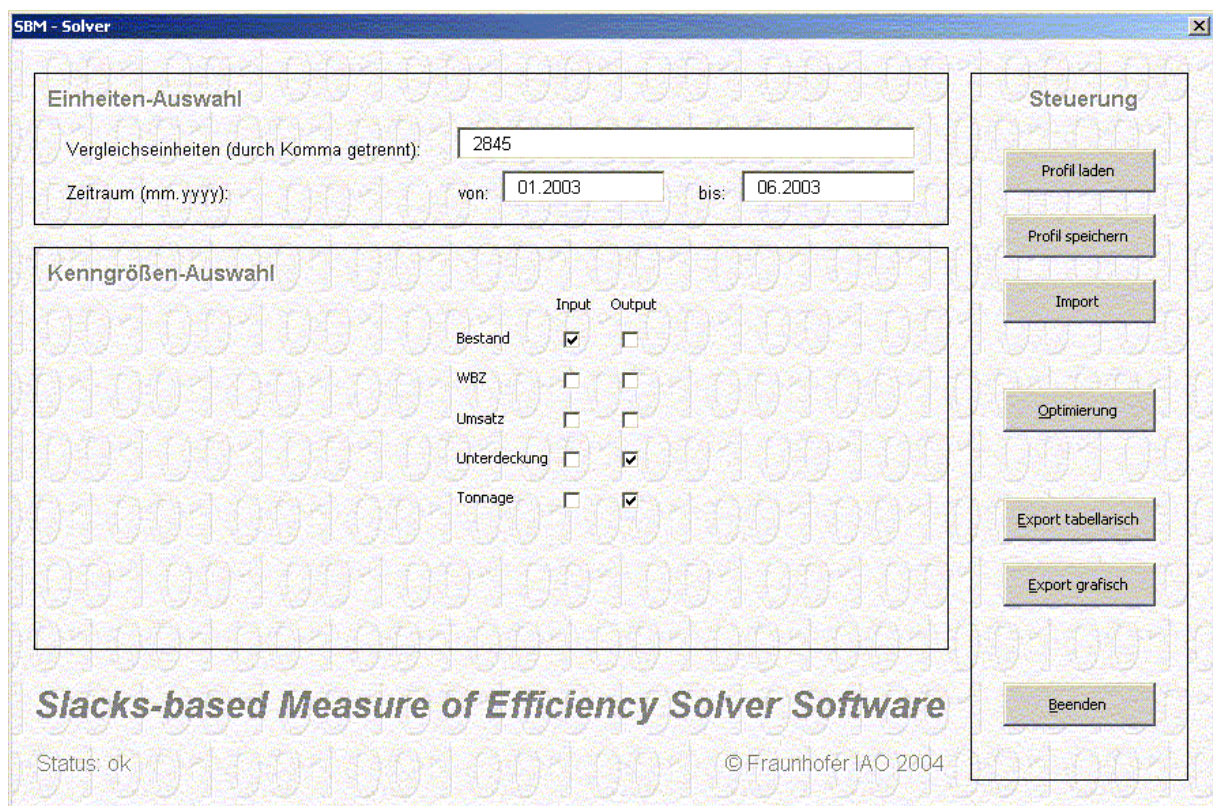 SBM - Solver
Einheiten-Auswahl
Vergleichseinheiten (durch Komma getrennt): 2845
Zeitraum (mm.yyyy): von: 01.2003 bis: 06.2003
Kenngrößen-Auswahl
Input Output
Bestand
WBZ
Umsatz
Unterdeckung
Tonnage
Slacks-based Measure of Efficiency Solver Software
Status: ok © Fraunhofer IAO 2004
Steuerung
Profil laden
Profil speichern
Import
Optimierung
Export tabellarisch
Export grafisch
Beenden